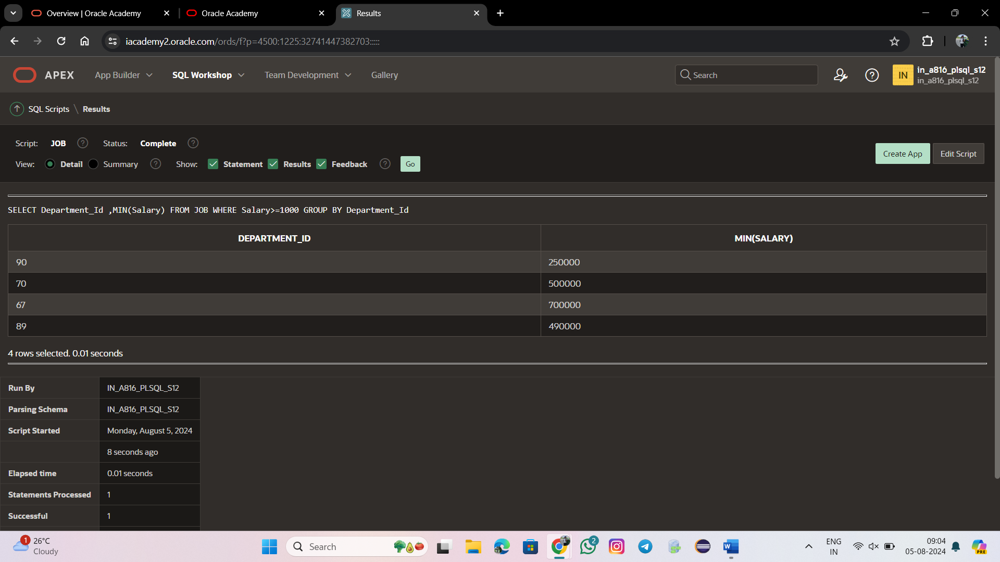 Overview | Oracle Academy
Oracle Academy
Results
iacademy2.oracle.com/ords/f?p=4500:1225:32741447382703:::::
APEX App Builder SQL Workshop Team Development Gallery Search ? IN in_a816_plsql_s12
in_a816_plsql_s12
SQL Scripts \ Results
Script: JOB ? Status: Complete ?
View: Detail Summary ? Show: Statement Results Feedback ? Go
Create App Edit Script
SELECT Department_Id ,MIN(Salary) FROM JOB WHERE Salary>=1000 GROUP BY Department_Id
DEPARTMENT_ID MIN(SALARY)
90 250000
70 500000
67 700000
89 490000
4 rows selected. 0.01 seconds
Run By IN_A816_PLSQL_S12
Parsing Schema IN_A816_PLSQL_S12
Script Started Monday, August 5, 2024
8 seconds ago
Elapsed time 0.01 seconds
Statements Processed 1
Successful 1
1 26°C
Cloudy
Search
2
W
ENG
IN
09:04
05-08-2024
PRE